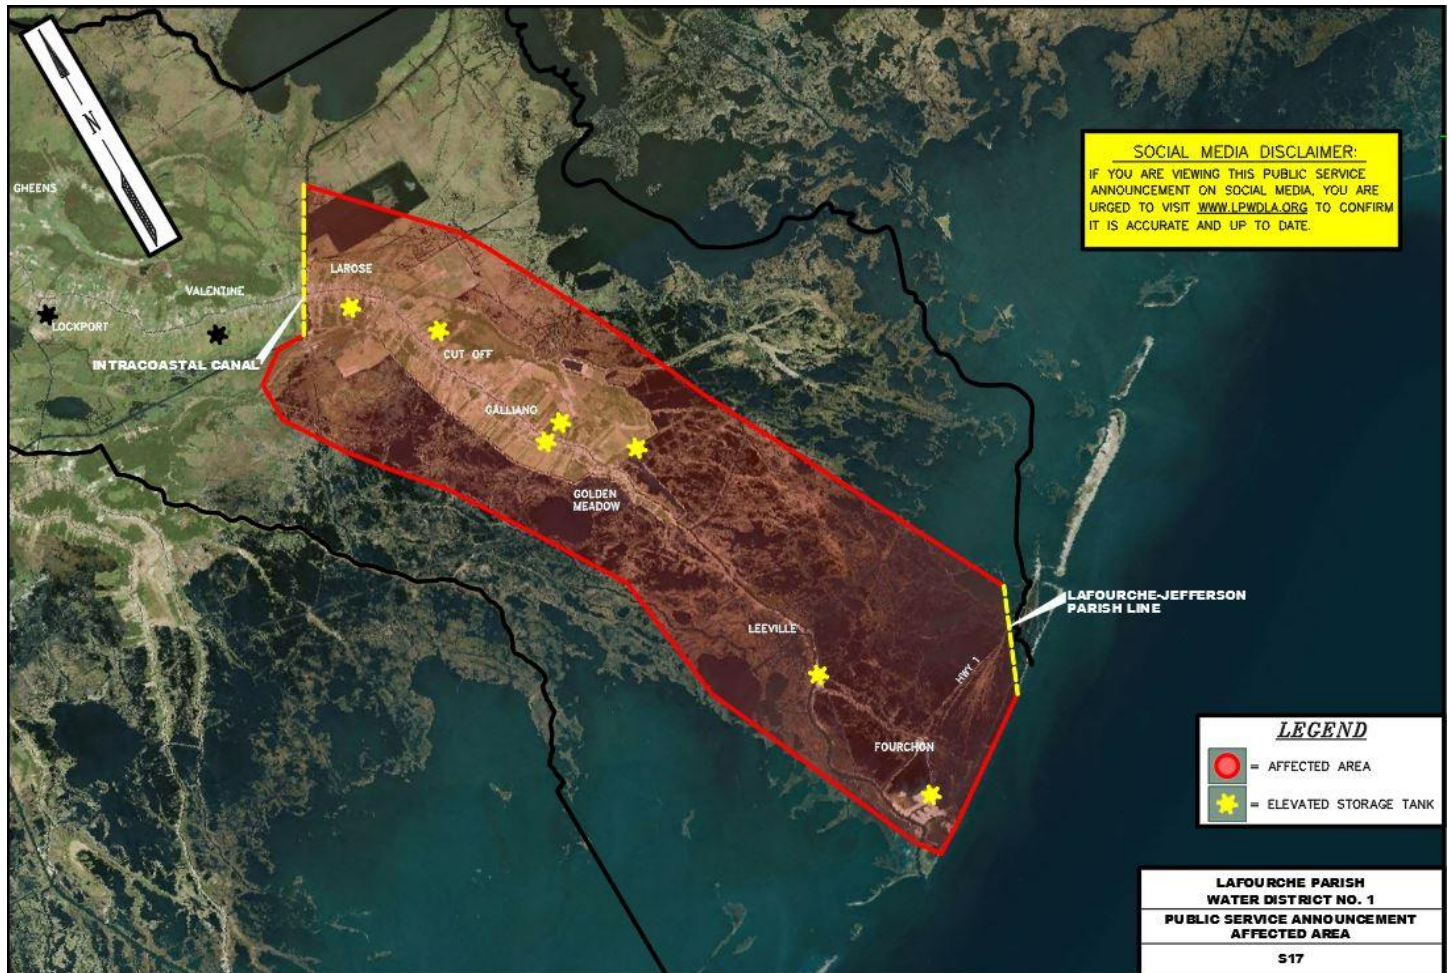 N
SOCIAL MEDIA DISCLAIMER:
IF YOU ARE VIEWING THIS PUBLIC SERVICE
ANNOUNCEMENT ON SOCIAL MEDIA, YOU ARE
URGED TO VISIT WWW.LPWDLA.ORG TO CONFIRM
IT IS ACCURATE AND UP TO DATE.
GHEENS
LAROSE
VALENTINE
LOCKPORT
INTRACOASTAL CANAL
CUT OFF
GALLIANO
GOLDEN
MEADOW
LAFOURCHE-JEFFERSON
PARISH LINE
LEEVILLE
HWY 1
FOURCHON
LEGEND
= AFFECTED AREA
= ELEVATED STORAGE TANK
LAFOURCHE PARISH
WATER DISTRICT NO. 1
PUBLIC SERVICE ANNOUNCEMENT
AFFECTED AREA
S17